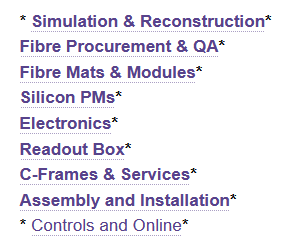 * Simulation & Reconstruction*
Fibre Procurement & QA*
Fibre Mats & Modules*
Silicon PMs*
Electronics*
Readout Box*
C-Frames & Services*
Assembly and Installation*
* Controls and Online*